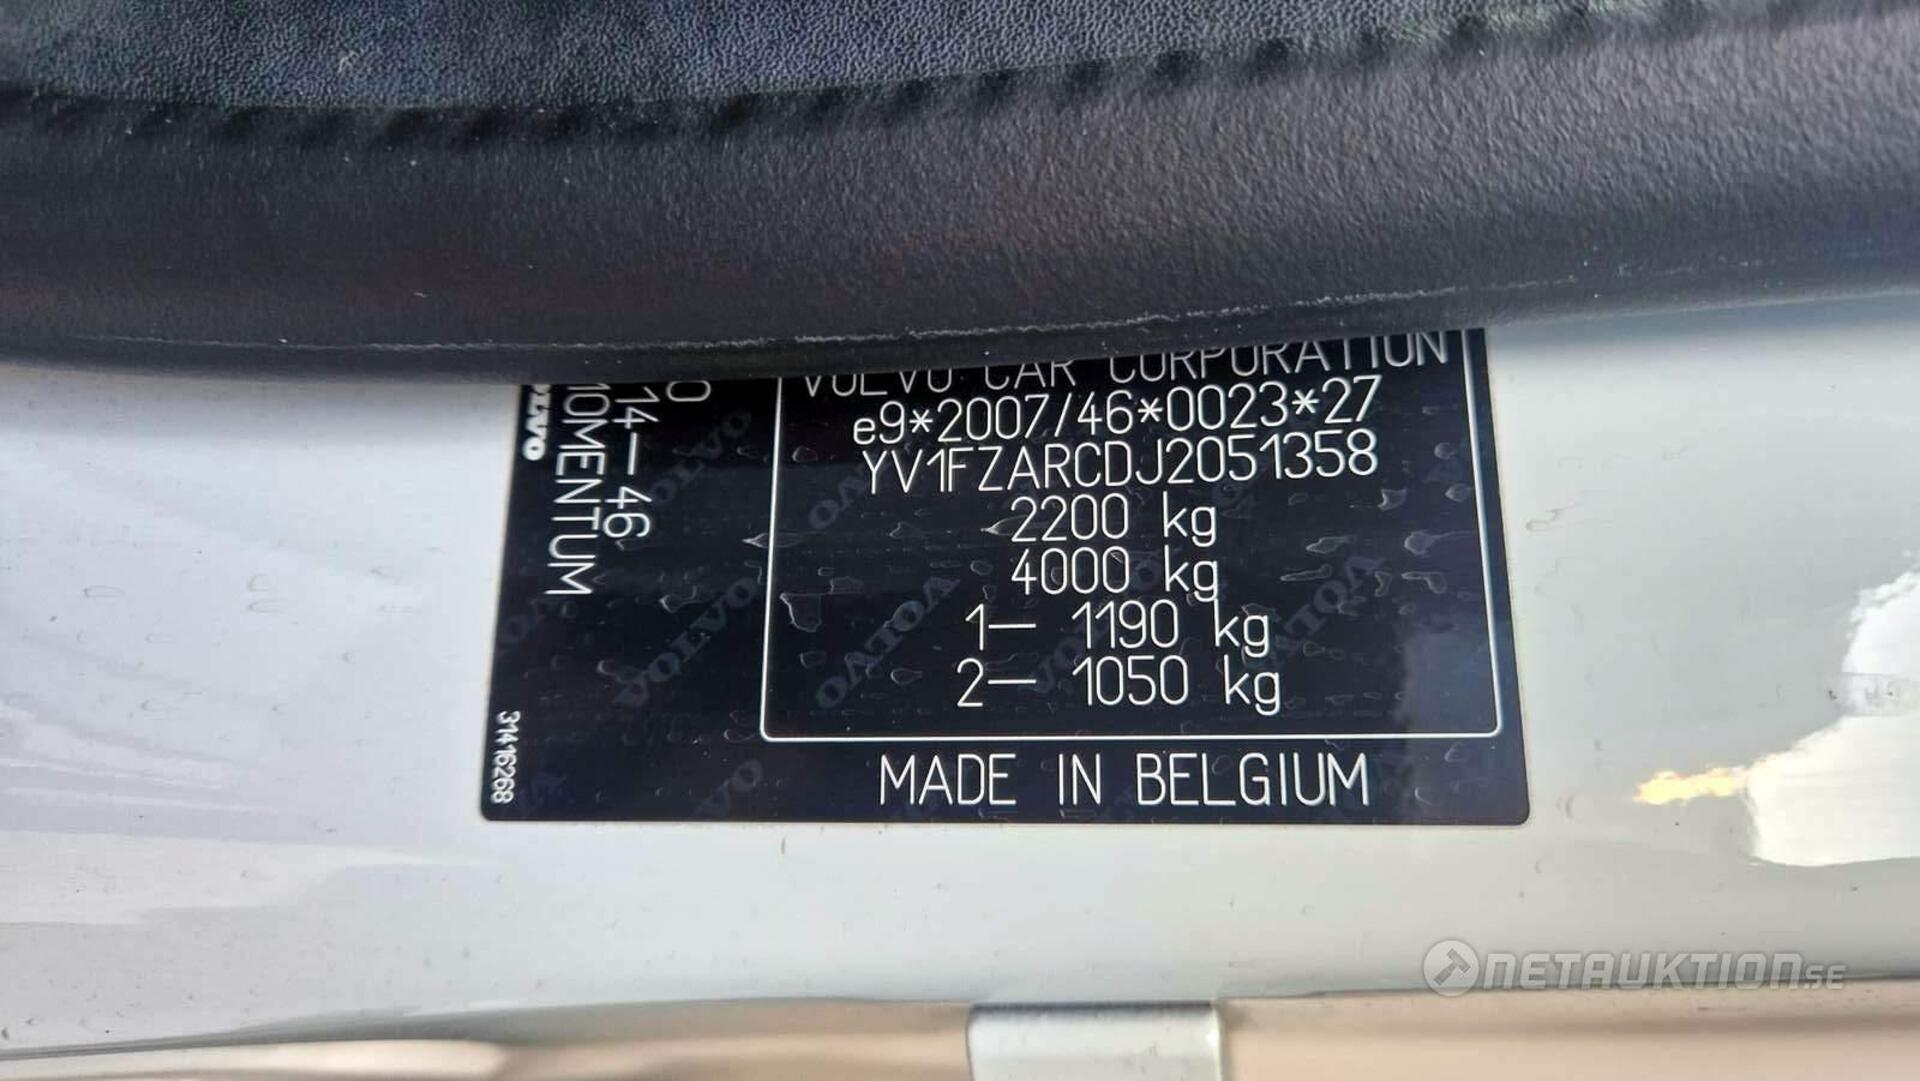 VOLVO CAR CORPORATION
e9*2007/46*0023*27
YV1FZARCDJ2051358
2200 kg
4000 kg
1— 1190 kg
2— 1050 kg
MADE IN BELGIUM
14—46
MOMENTUM
VOLVO
31416268
NETAUKTION.SE